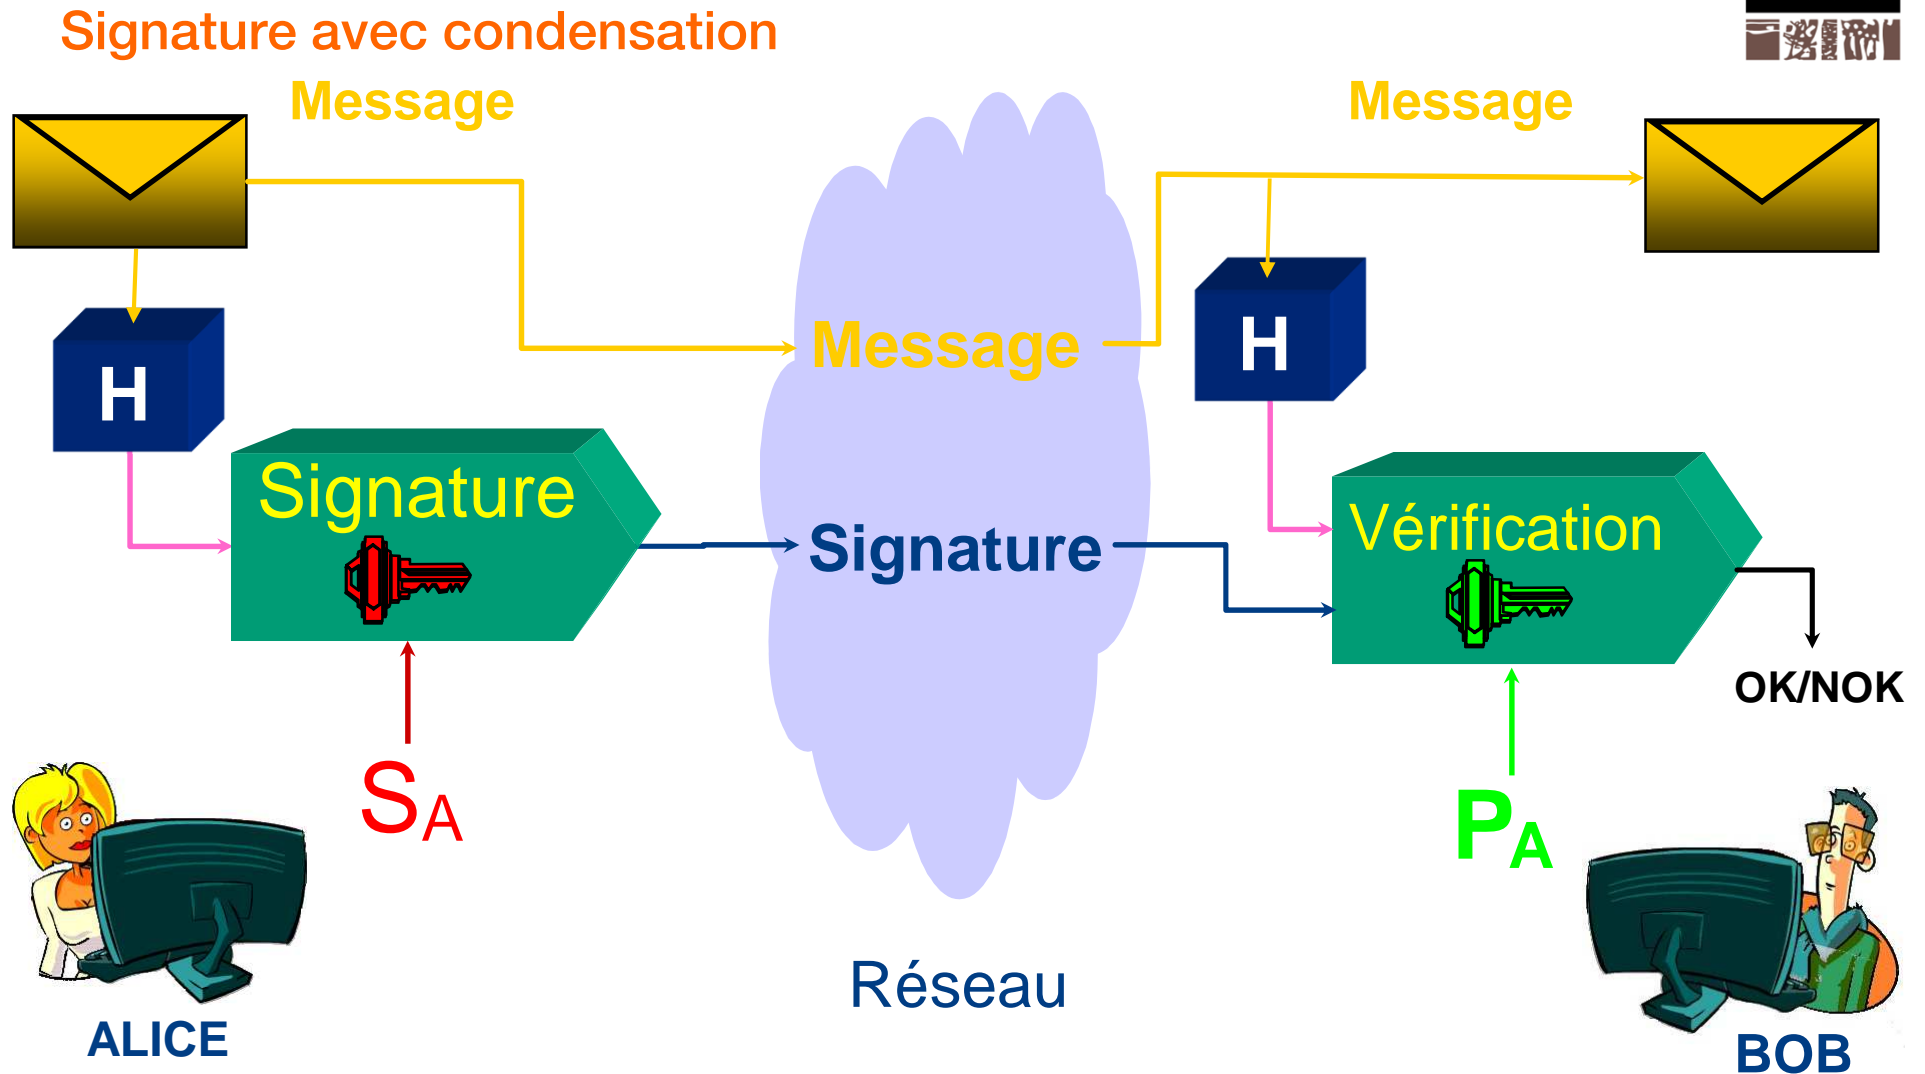 Signature avec condensation
Message
Message
H
H
Message
Signature
Signature
Vérification
OK/NOK
SA
PA
Réseau
ALICE
BOB